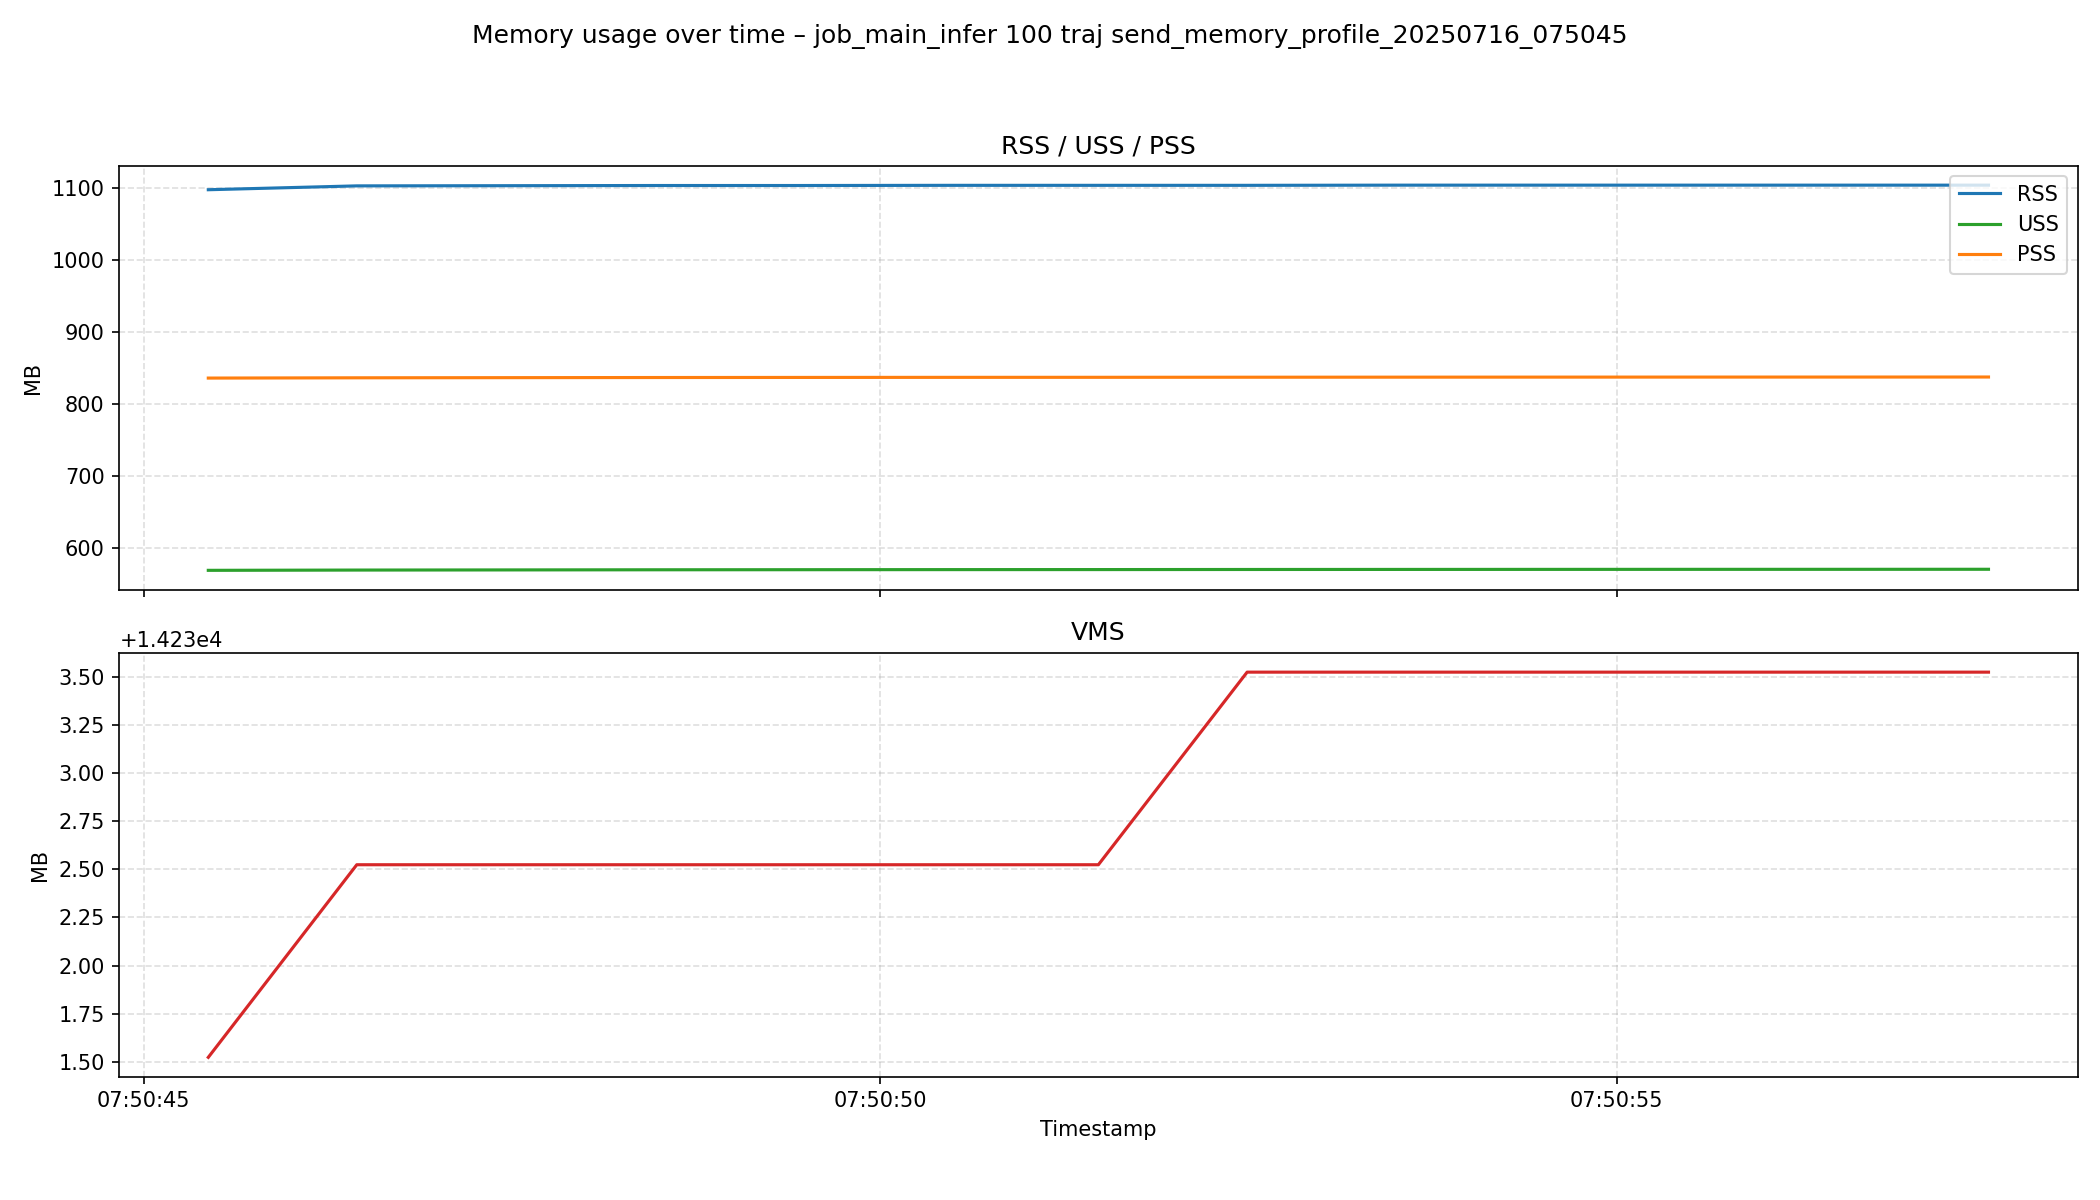 Memory usage over time – job_main_infer 100 traj send_memory_profile_20250716_075045
RSS / USS / PSS
1100
1000
900
800
700
600
MB
RSS
USS
PSS
VMS
+1.423e4
3.50
3.25
3.00
2.75
2.50
2.25
2.00
1.75
1.50
MB
07:50:45
07:50:50
07:50:55
Timestamp